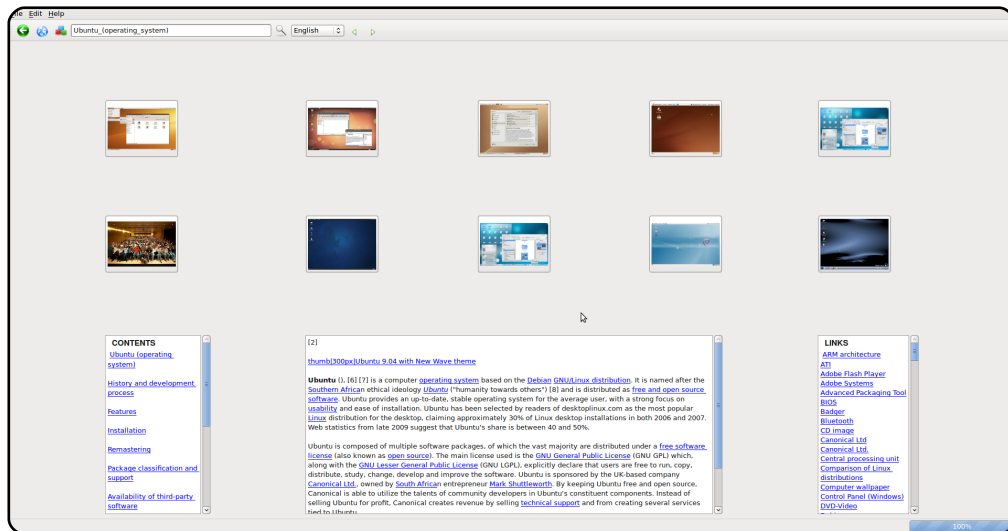 File Edit Help
Ubuntu_(operating_system)
English
CONTENTS
Ubuntu (operating
system)
History and development
process
Features
Installation
Remastering
Package classification and
support
Availability of third-party
software
[2]
thumb|300px|Ubuntu 9.04 with New Wave theme
Ubuntu (), [6] [7] is a computer operating system based on the Debian GNU/Linux distribution. It is named after the
Southern African ethical ideology Ubuntu ("humanity towards others") [8] and is distributed as free and open source
software. Ubuntu provides an up-to-date, stable operating system for the average user, with a strong focus on
usability and ease of installation. Ubuntu has been selected by readers of desktoplinux.com as the most popular
Linux distribution for the desktop, claiming approximately 30% of Linux desktop installations in both 2006 and 2007.
Web statistics from late 2009 suggest that Ubuntu's share is between 40 and 50%.
Ubuntu is composed of multiple software packages, of which the vast majority are distributed under a free software
license (also known as open source). The main license used is the GNU General Public License (GNU GPL) which,
along with the GNU Lesser General Public License (GNU LGPL), explicitly declare that users are free to run, copy,
distribute, study, change, develop and improve the software. Ubuntu is sponsored by the UK-based company
Canonical Ltd., owned by South African entrepreneur Mark Shuttleworth. By keeping Ubuntu free and open source,
Canonical is able to utilize the talents of community developers in Ubuntu's constituent components. Instead of
selling Ubuntu for profit, Canonical creates revenue by selling technical support and from creating several services
tied to Ubuntu.
LINKS
ARM architecture
ATI
Adobe Flash Player
Adobe Systems
Advanced Packaging Tool
BIOS
Badger
Bluetooth
CD image
Canonical Ltd
Canonical Ltd.
Central processing unit
Comparison of Linux
distributions
Computer wallpaper
Control Panel (Windows)
DVD-Video
100%